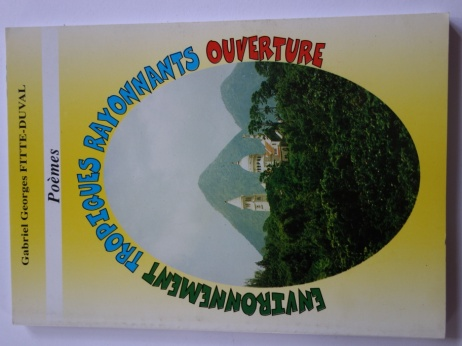 Gabriel Georges FITTE-DUVAL
Poèmes
ENVIRONNEMENT TROPIQUES RAYONNANTS OUVERTURE